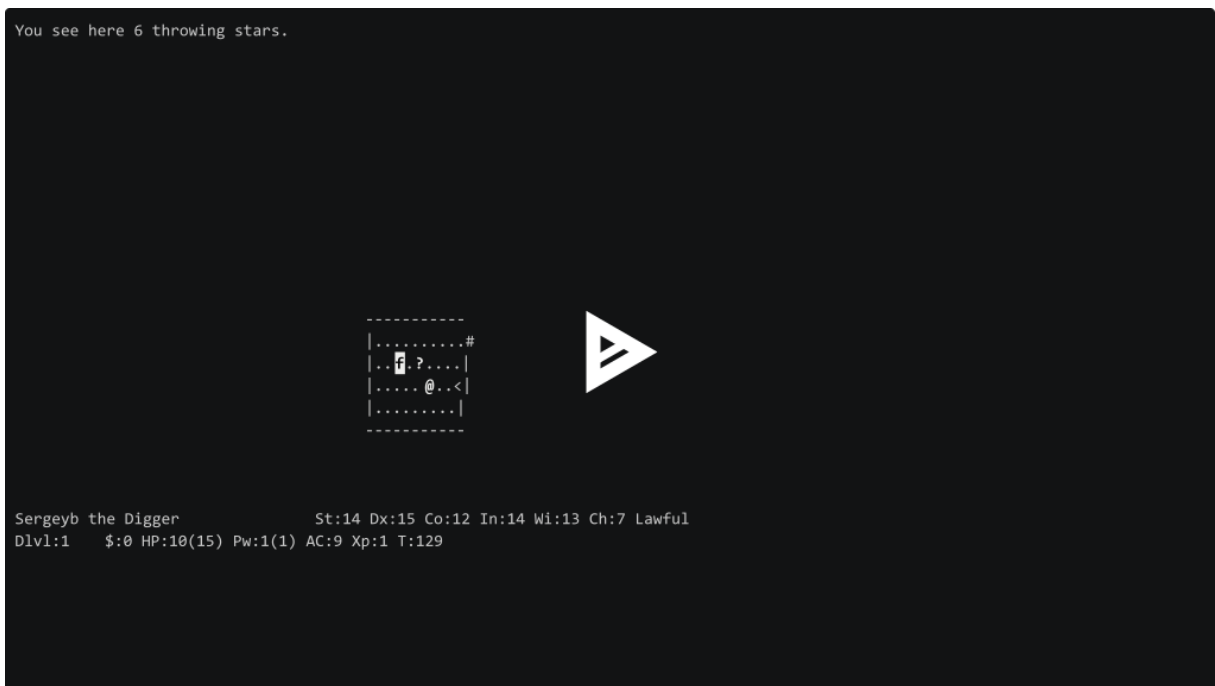 You see here 6 throwing stars.
-----------
|..........#
|..f.?....|
|..... @..<|
|.........|
-----------
Sergeyb the Digger St:14 Dx:15 Co:12 In:14 Wi:13 Ch:7 Lawful
Dlvl:1 $:0 HP:10(15) Pw:1(1) AC:9 Xp:1 T:129